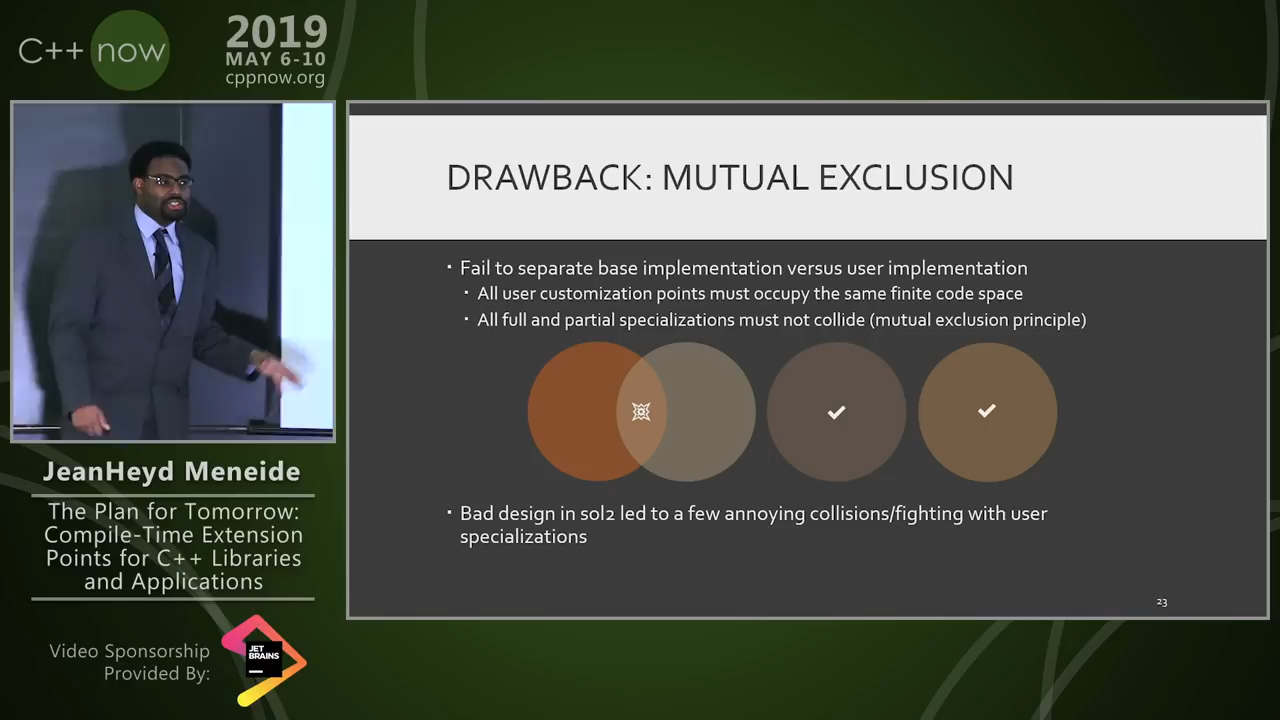 C++ now
2019
MAY 6-10
cppnow.org
DRAWBACK: MUTUAL EXCLUSION
▪ Fail to separate base implementation versus user implementation
▪ All user customization points must occupy the same finite code space
▪ All full and partial specializations must not collide (mutual exclusion principle)
▪ Bad design in sol2 led to a few annoying collisions/fighting with user
specializations
23
JeanHeyd Meneide
The Plan for Tomorrow:
Compile-Time Extension
Points for C++ Libraries
and Applications
Video Sponsorship
Provided By:
JET
BRAINS